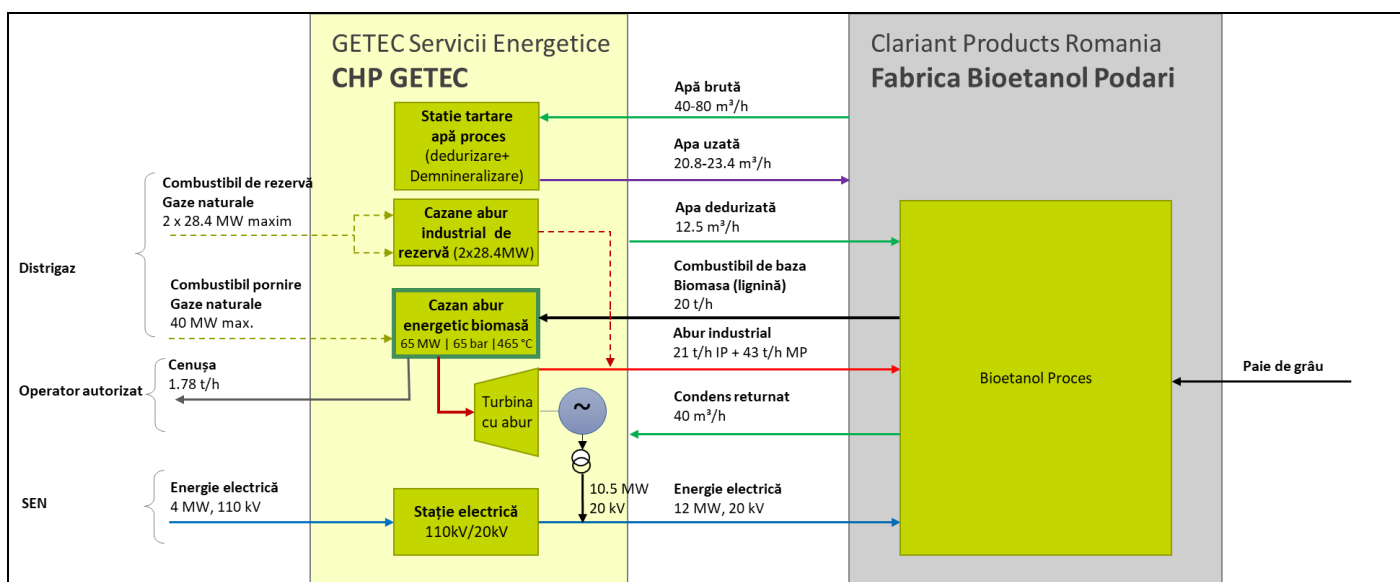 GETEC Servicii Energetice
CHP GETEC
Clariant Products Romania
Fabrica Bioetanol Podari
Statie tartare
apă proces
(dedurizare+
Demnineralizare)
Apă brută
40-80 m³/h
Apa uzată
20.8-23.4 m³/h
Combustibil de rezervă
Gaze naturale
2 x 28.4 MW maxim
Cazane abur
industrial de
rezervă (2x28.4MW)
Apa dedurizată
12.5 m³/h
Distrigaz
Combustibil pornire
Gaze naturale
40 MW max.
Cazan abur
energetic biomasă
65 MW | 65 bar |465 °C
Combustibil de baza
Biomasa (lignină)
20 t/h
Abur industrial
21 t/h IP + 43 t/h MP
Operator autorizat
Cenușa
1.78 t/h
Turbina
cu abur
~
Condens returnat
40 m³/h
Bioetanol Proces
Paie de grâu
SEN
Energie electrică
4 MW, 110 kV
Stație electrică
110kV/20kV
10.5 MW
20 kV
Energie electrică
12 MW, 20 kV